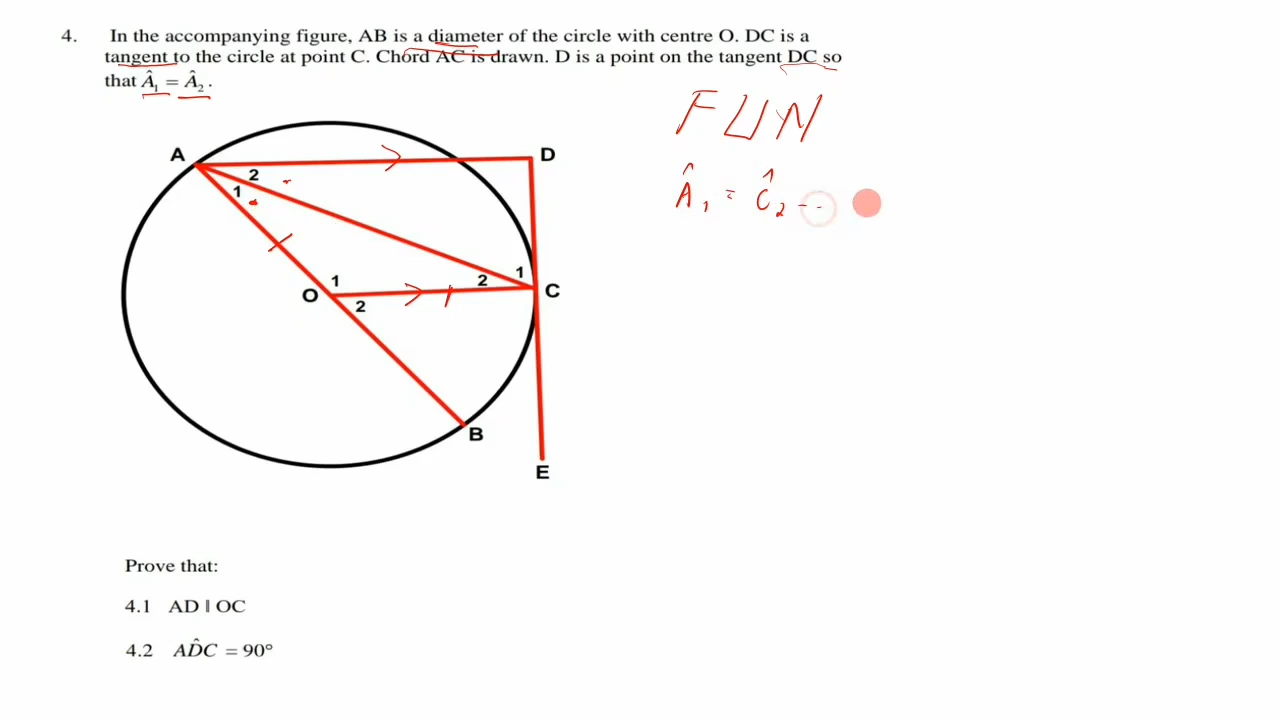 4. In the accompanying figure, AB is a diameter of the circle with centre O. DC is a
tangent to the circle at point C. Chord AC is drawn. D is a point on the tangent DC so
that Â₁ = Â₂.
F U N
Â₁ = Ĉ₂ --
A
D
2
1
1
2
1
O
C
2
B
E
Prove that:
4.1 AD ∥ OC
4.2 AD̂C = 90°